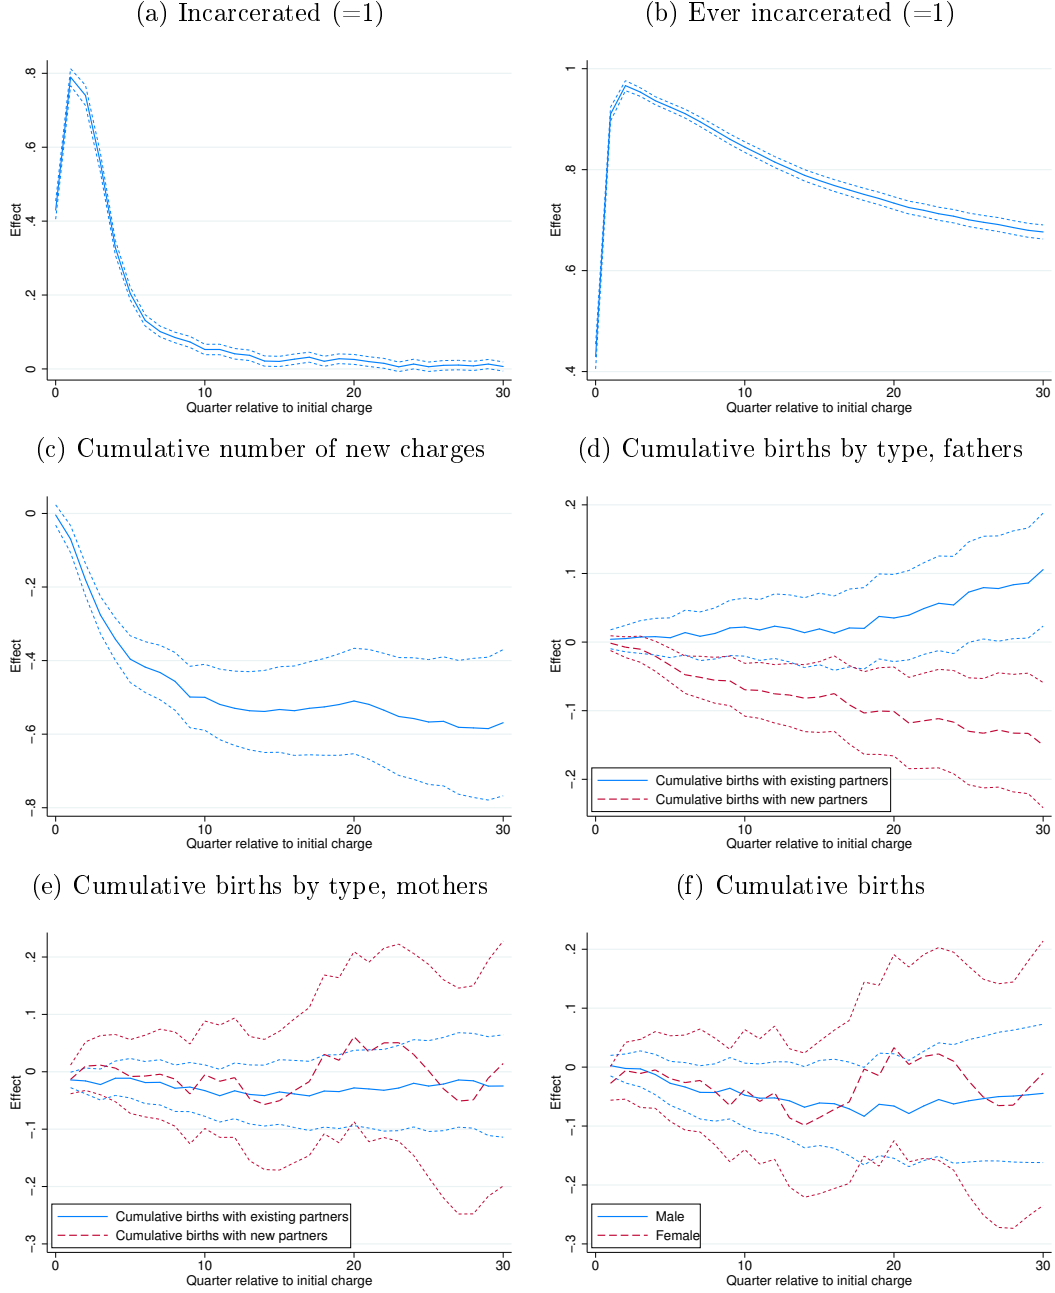 (a) Incarcerated (=1)
Effect
.8
.6
.4
.2
0
0 10 20 30
Quarter relative to initial charge
(b) Ever incarcerated (=1)
Effect
1
.8
.6
.4
0 10 20 30
Quarter relative to initial charge
(c) Cumulative number of new charges
Effect
0
-.2
-.4
-.6
-.8
0 10 20 30
Quarter relative to initial charge
(d) Cumulative births by type, fathers
Effect
.2
.1
0
-.1
-.2
Cumulative births with existing partners
Cumulative births with new partners
0 10 20 30
Quarter relative to initial charge
(e) Cumulative births by type, mothers
Effect
.2
.1
0
-.1
-.2
-.3
Cumulative births with existing partners
Cumulative births with new partners
0 10 20 30
Quarter relative to initial charge
(f) Cumulative births
Effect
.2
.1
0
-.1
-.2
-.3
Male
Female
0 10 20 30
Quarter relative to initial charge